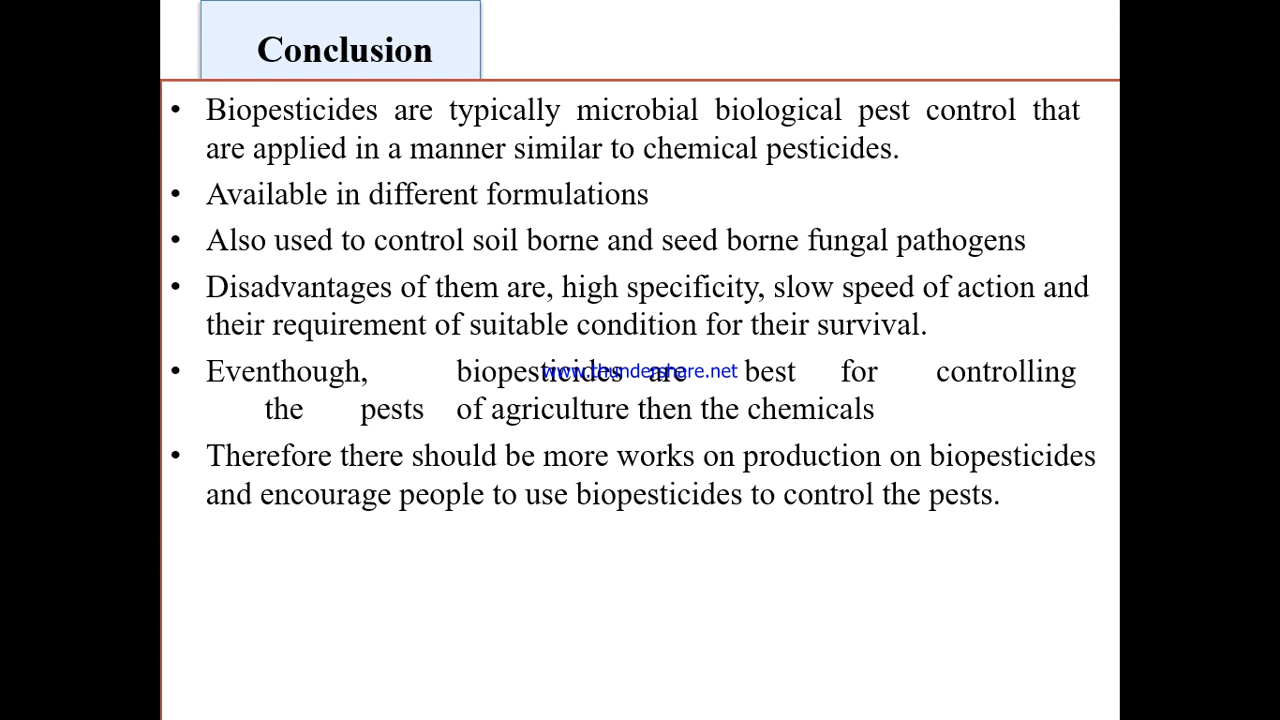 Conclusion
• Biopesticides are typically microbial biological pest control that
are applied in a manner similar to chemical pesticides.
• Available in different formulations
• Also used to control soil borne and seed borne fungal pathogens
• Disadvantages of them are, high specificity, slow speed of action and
their requirement of suitable condition for their survival.
• Eventhough, biopesticides are best for controlling
www.thundershare.net
the pests of agriculture then the chemicals
• Therefore there should be more works on production on biopesticides
and encourage people to use biopesticides to control the pests.